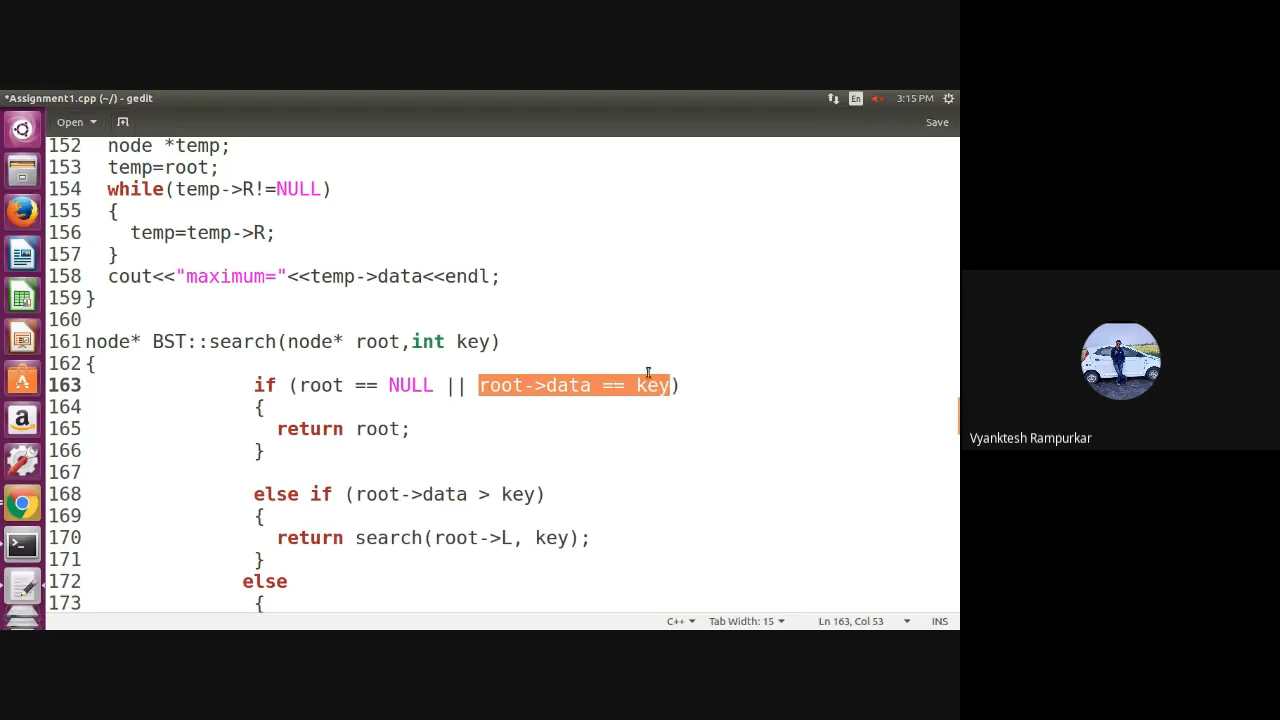 *Assignment1.cpp (~/) - gedit
En
3:15 PM
Open
Save
152 node *temp;
153 temp=root;
154 while(temp->R!=NULL)
155 {
156 temp=temp->R;
157 }
158 cout<<"maximum="<<temp->data<<endl;
159 }
160
161 node* BST::search(node* root,int key)
162 {
163 if (root == NULL || root->data == key)
164 {
165 return root;
166 }
167
168 else if (root->data > key)
169 {
170 return search(root->L, key);
171 }
172 else
173 {
C++ Tab Width: 15 Ln 163, Col 53 INS
Vyanktesh Rampurkar